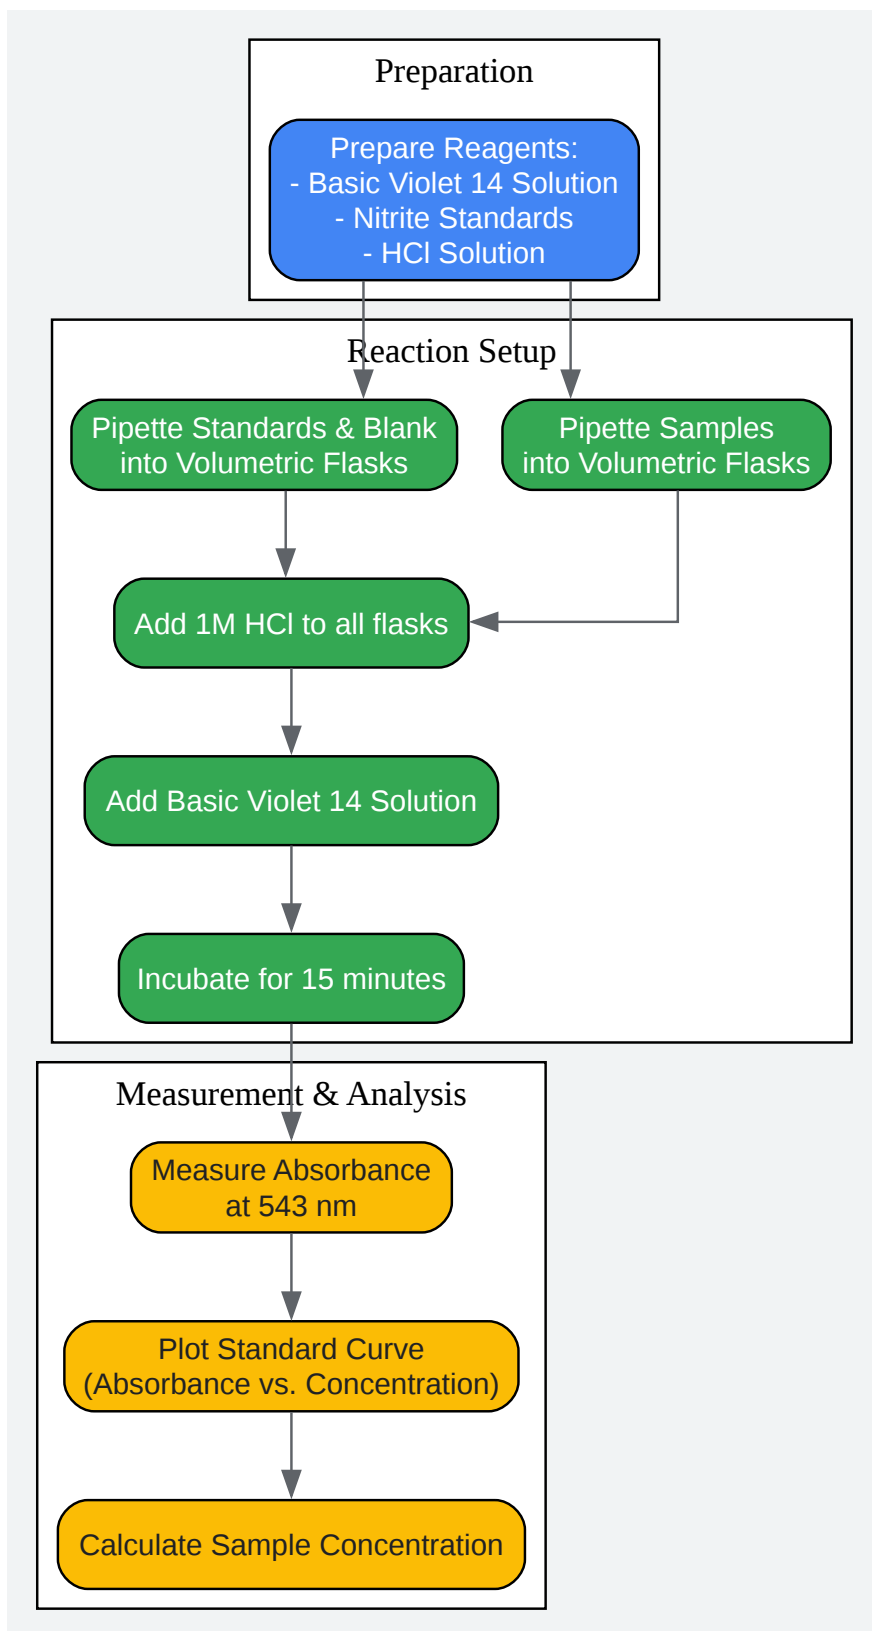 Preparation
Prepare Reagents:
- Basic Violet 14 Solution
- Nitrite Standards
- HCl Solution
Reaction Setup
Pipette Standards & Blank
into Volumetric Flasks
Pipette Samples
into Volumetric Flasks
Add 1M HCl to all flasks
Add Basic Violet 14 Solution
Incubate for 15 minutes
Measurement & Analysis
Measure Absorbance
at 543 nm
Plot Standard Curve
(Absorbance vs. Concentration)
Calculate Sample Concentration